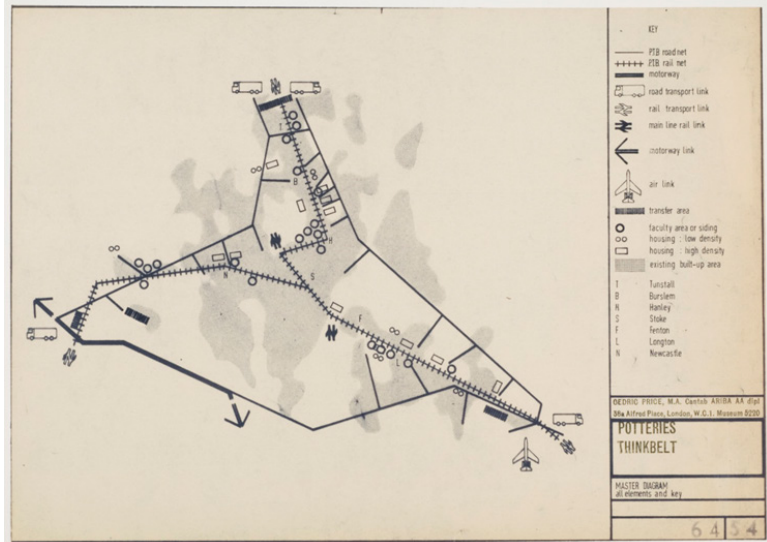 T
B
H
N
S
F
L
KEY
PTB road net
PTB rail net
motorway
road transport link
rail transport link
main line rail link
motorway link
air link
transfer area
faculty area or siding
housing : low density
housing : high density
existing built-up area
T Tunstall
B Burslem
H Hanley
S Stoke
F Fenton
L Longton
N Newcastle
CEDRIC PRICE, M.A. Cantab ARIBA AA dipl
38a Alfred Place, London, W.C.1. Museum 5220
POTTERIES
THINKBELT
MASTER DIAGRAM
all elements and key
64 54